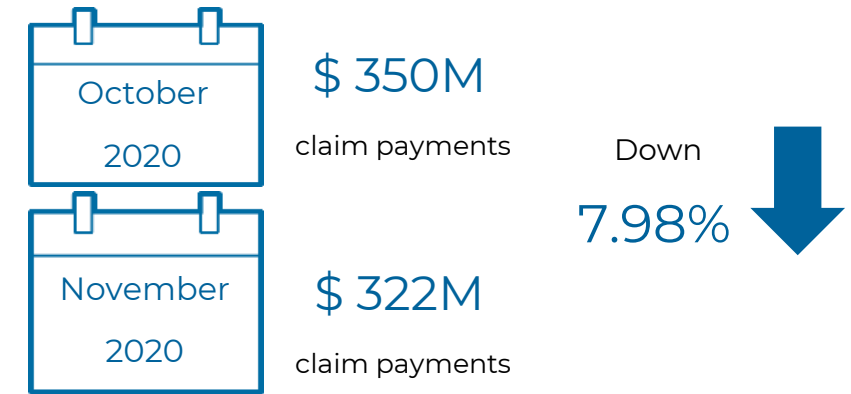 October
2020
$ 350M
claim payments
Down
7.98%
November
2020
$ 322M
claim payments